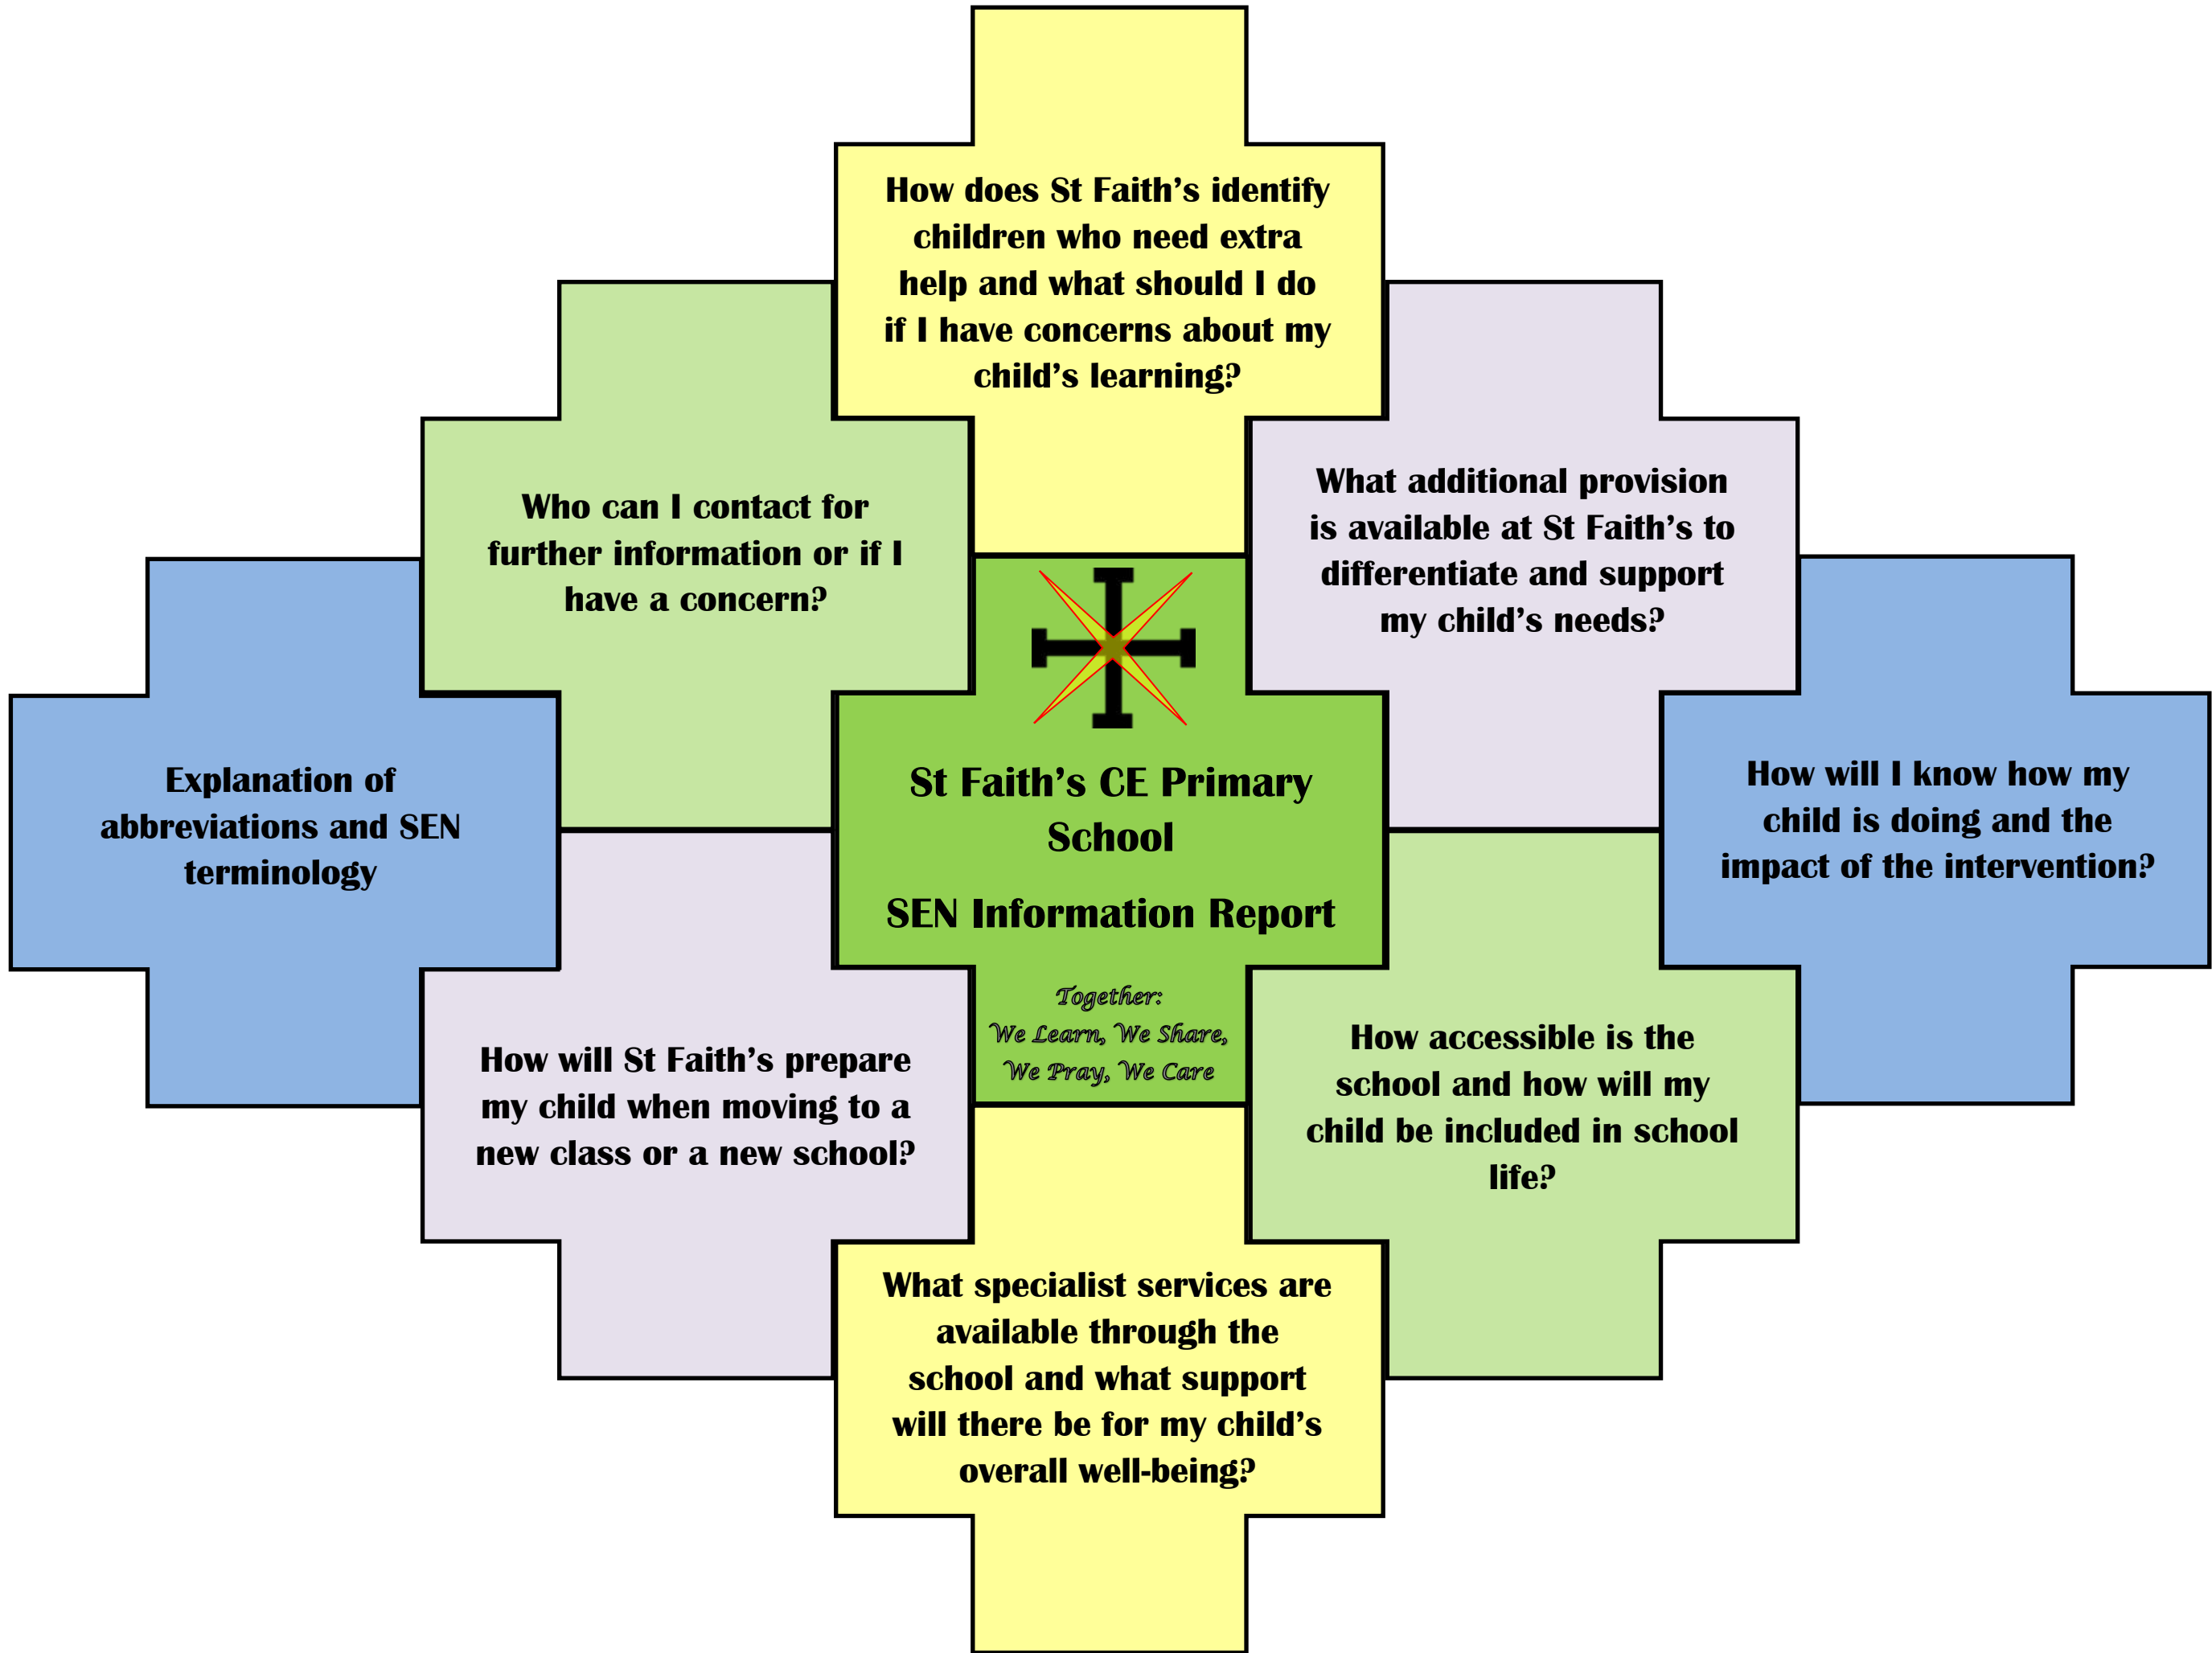 How does St Faith’s identify
children who need extra
help and what should I do
if I have concerns about my
child’s learning?
Who can I contact for
further information or if I
have a concern?
What additional provision
is available at St Faith’s to
differentiate and support
my child’s needs?
Explanation of
abbreviations and SEN
terminology
St Faith’s CE Primary
School
SEN Information Report
Together:
We Learn, We Share,
We Pray, We Care
How will I know how my
child is doing and the
impact of the intervention?
How will St Faith’s prepare
my child when moving to a
new class or a new school?
How accessible is the
school and how will my
child be included in school
life?
What specialist services are
available through the
school and what support
will there be for my child’s
overall well-being?